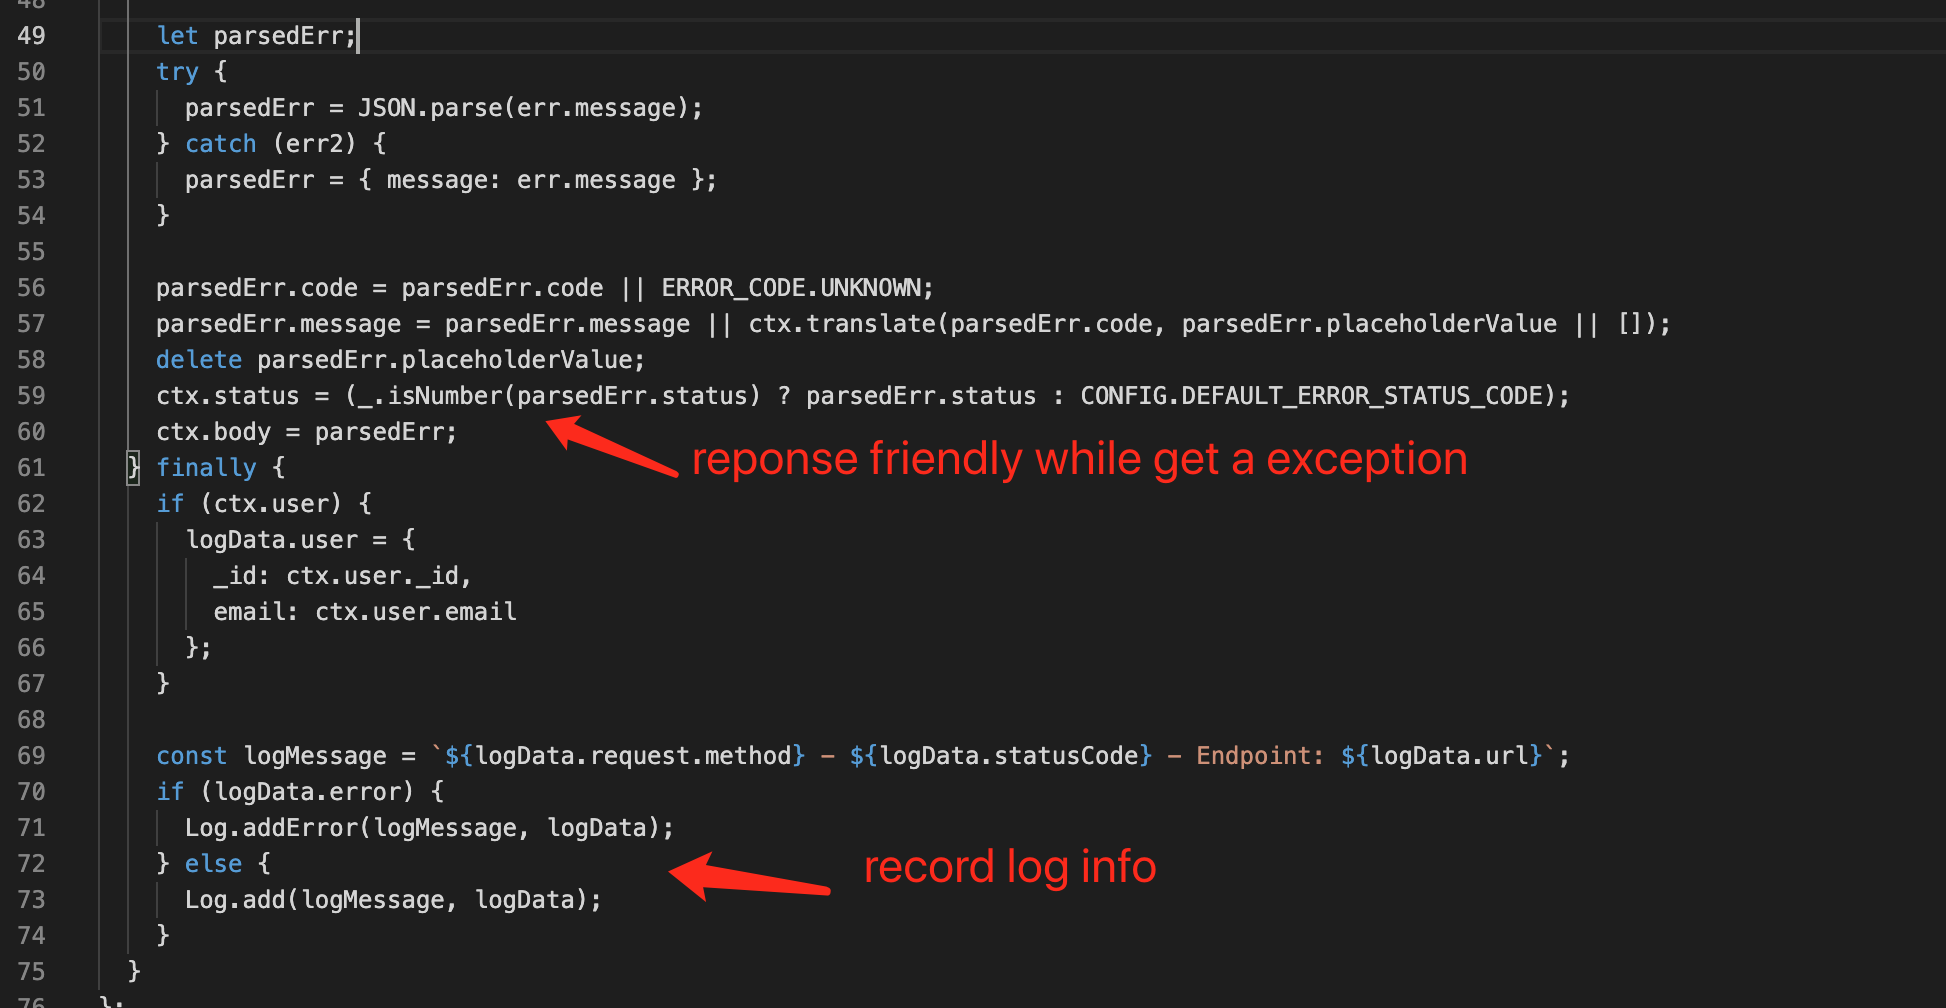 48
49 let parsedErr;
50 try {
51 parsedErr = JSON.parse(err.message);
52 } catch (err2) {
53 parsedErr = { message: err.message };
54 }
55
56 parsedErr.code = parsedErr.code || ERROR_CODE.UNKNOWN;
57 parsedErr.message = parsedErr.message || ctx.translate(parsedErr.code, parsedErr.placeholderValue || []);
58 delete parsedErr.placeholderValue;
59 ctx.status = (_.isNumber(parsedErr.status) ? parsedErr.status : CONFIG.DEFAULT_ERROR_STATUS_CODE);
60 ctx.body = parsedErr;
reponse friendly while get a exception
61 } finally {
62 if (ctx.user) {
63 logData.user = {
64 _id: ctx.user._id,
65 email: ctx.user.email
66 };
67 }
68
69 const logMessage = `${logData.request.method} - ${logData.statusCode} - Endpoint: ${logData.url}`;
70 if (logData.error) {
71 Log.addError(logMessage, logData);
72 } else {
record log info
73 Log.add(logMessage, logData);
74 }
75 }
76 };